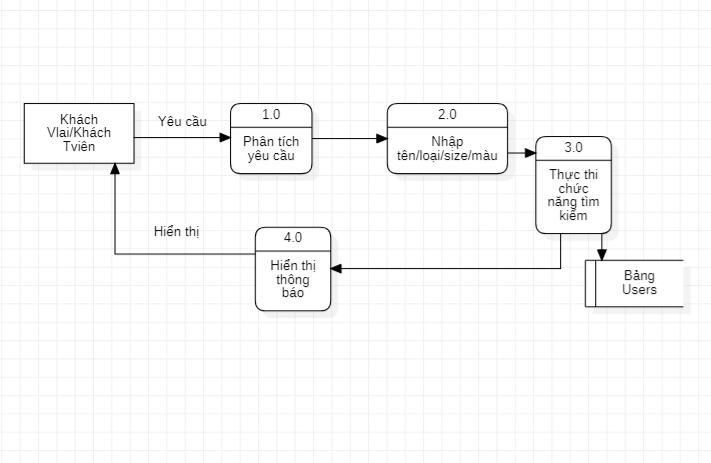 Khách
Vlai/Khách
Tviên
Yêu cầu
1.0
Phân tích
yêu cầu
2.0
Nhập
tên/loại/size/màu
3.0
Thực thi
chức
năng tìm
kiếm
Hiển thị
4.0
Hiển thị
thông
báo
Bảng
Users